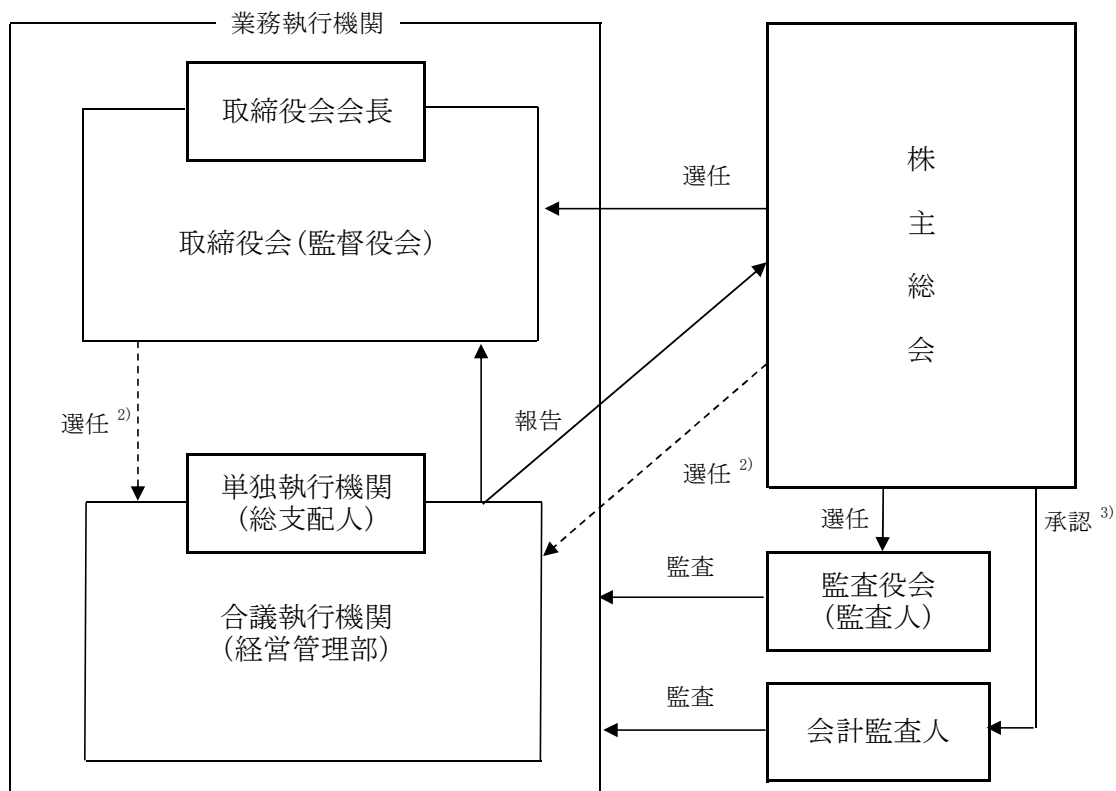 業務執行機関
取締役会会長
取締役会(監督役会)
選任
株
主
総
会
選任 2)
報告
選任 2)
単独執行機関
(総支配人)
合議執行機関
(経営管理部)
選任
承認 3)
監査
監査役会
(監査人)
監査
会計監査人